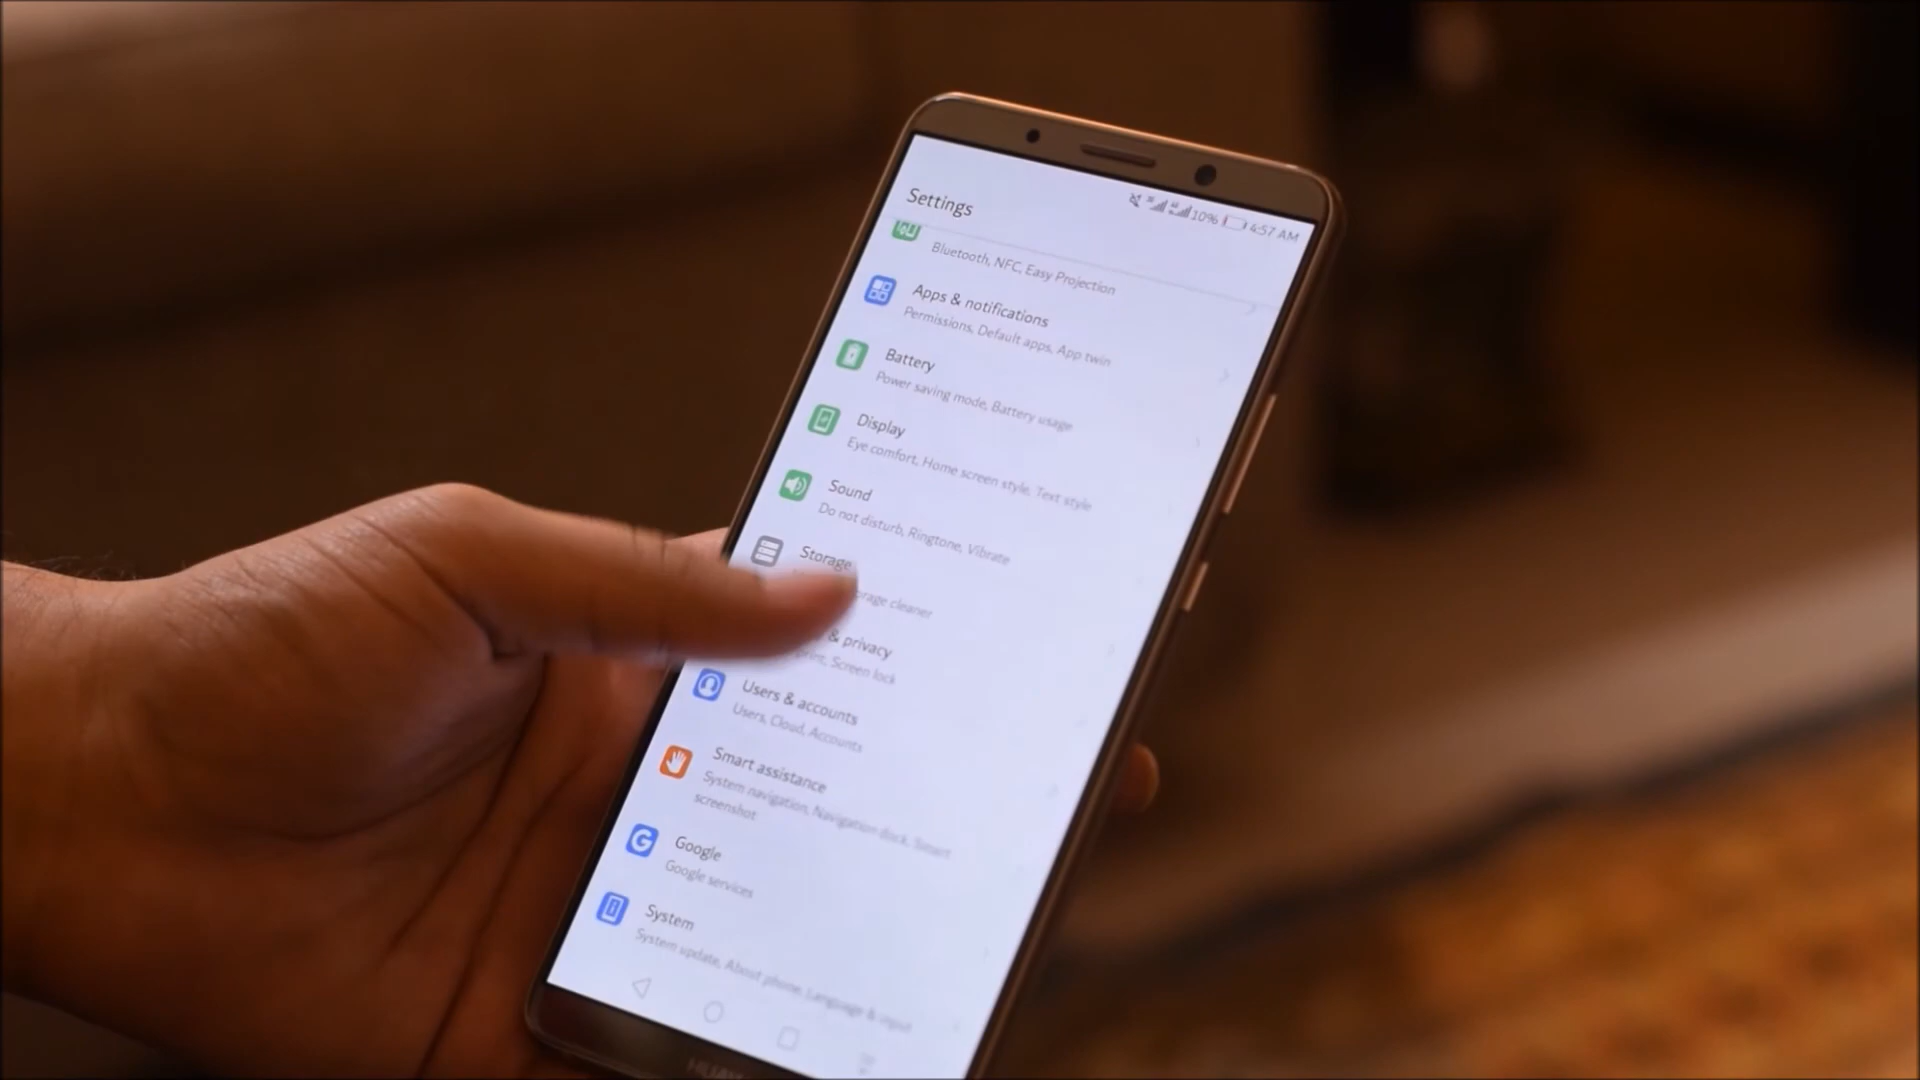 10% 4:57 AM
Settings
Bluetooth, NFC, Easy Projection
Apps & notifications
Permissions, Default apps, App twin
Battery
Power saving mode, Battery usage
Display
Eye comfort, Home screen style, Text style
Sound
Do not disturb, Ringtone, Vibrate
Storage
cleaner
& privacy
Screen lock
Users & accounts
Users, Cloud, Accounts
Smart assistance
System navigation, Navigation dock, Smart
screenshot
Google
Google services
System
System update, About phone, Language & input